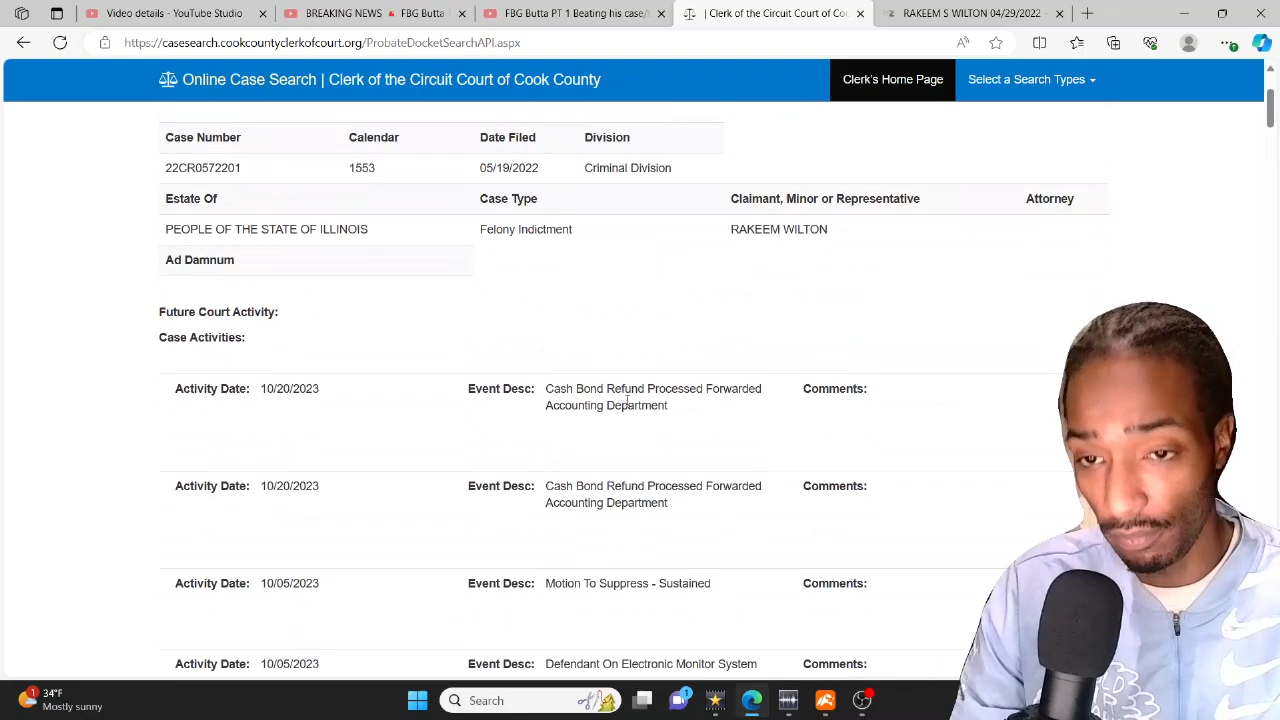 Video details - YouTube Studio
BREAKING NEWS 🔺 FBG Butta
FBG Butta PT 1 Beating his case/
| Clerk of the Circuit Court of Co
RAKEEM S WILTON 04/29/2022 -
https://casesearch.cookcountyclerkofcourt.org/ProbateDocketSearchAPI.aspx
Online Case Search | Clerk of the Circuit Court of Cook County
Clerk's Home Page
Select a Search Types
Case Number Calendar Date Filed Division
22CR0572201 1553 05/19/2022 Criminal Division
Estate Of Case Type Claimant, Minor or Representative Attorney
PEOPLE OF THE STATE OF ILLINOIS Felony Indictment RAKEEM WILTON
Ad Damnum
Future Court Activity:
Case Activities:
Activity Date: 10/20/2023 Event Desc: Cash Bond Refund Processed Forwarded Comments:
Accounting Department
Activity Date: 10/20/2023 Event Desc: Cash Bond Refund Processed Forwarded Comments:
Accounting Department
Activity Date: 10/05/2023 Event Desc: Motion To Suppress - Sustained Comments:
Activity Date: 10/05/2023 Event Desc: Defendant On Electronic Monitor System Comments:
1
34°F
Mostly sunny
Search
1